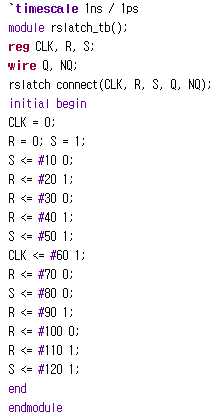 `timescale 1ns / 1ps
module rslatch_tb();
reg CLK, R, S;
wire Q, NQ;
rslatch connect(CLK, R, S, Q, NQ);
initial begin
CLK = 0;
R = 0; S = 1;
S <= #10 0;
R <= #20 1;
R <= #30 0;
R <= #40 1;
S <= #50 1;
CLK <= #60 1;
R <= #70 0;
S <= #80 0;
R <= #90 1;
R <= #100 0;
R <= #110 1;
S <= #120 1;
end
endmodule